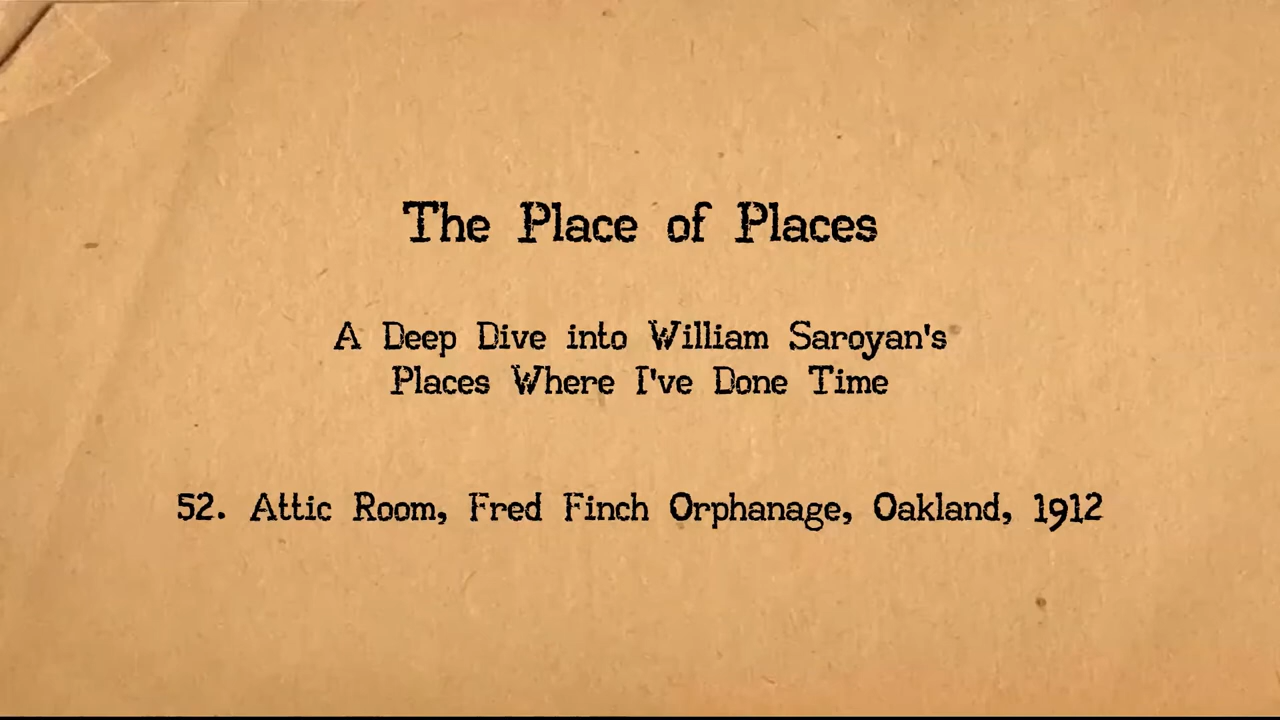 The Place of Places
A Deep Dive into William Saroyan's
Places Where I've Done Time
52. Attic Room, Fred Finch Orphanage, Oakland, 1912